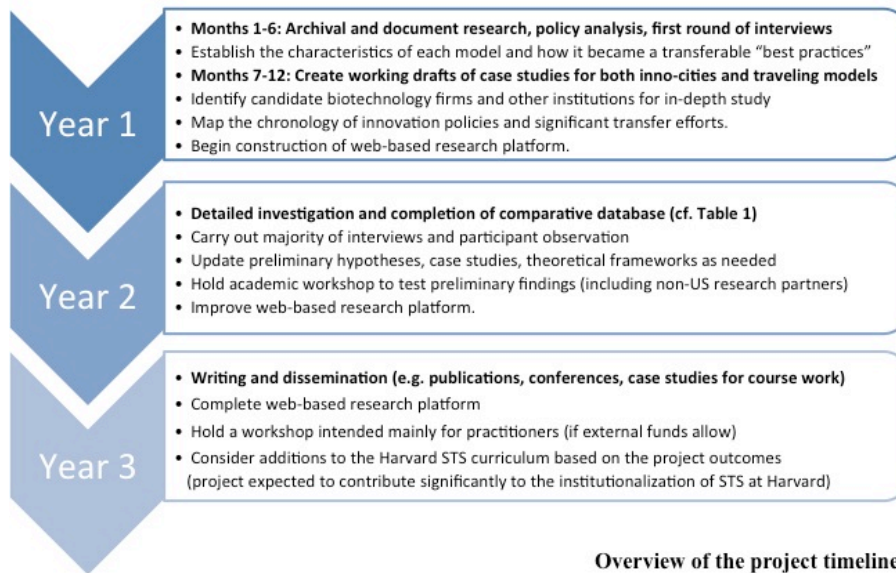 Year 1
• Months 1-6: Archival and document research, policy analysis, first round of interviews
• Establish the characteristics of each model and how it became a transferable “best practices”
• Months 7-12: Create working drafts of case studies for both inno-cities and traveling models
• Identify candidate biotechnology firms and other institutions for in-depth study
• Map the chronology of innovation policies and significant transfer efforts.
• Begin construction of web-based research platform.
Year 2
• Detailed investigation and completion of comparative database (cf. Table 1)
• Carry out majority of interviews and participant observation
• Update preliminary hypotheses, case studies, theoretical frameworks as needed
• Hold academic workshop to test preliminary findings (including non-US research partners)
• Improve web-based research platform.
Year 3
• Writing and dissemination (e.g. publications, conferences, case studies for course work)
• Complete web-based research platform
• Hold a workshop intended mainly for practitioners (if external funds allow)
• Consider additions to the Harvard STS curriculum based on the project outcomes
(project expected to contribute significantly to the institutionalization of STS at Harvard)
Overview of the project timeline